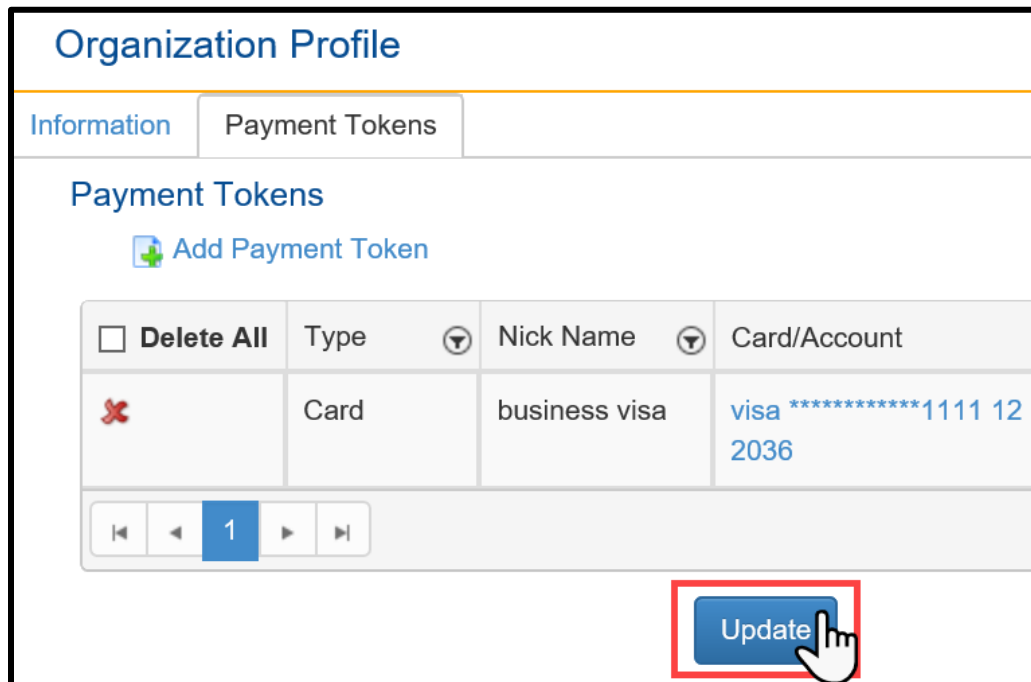 Organization Profile
Information Payment Tokens
Payment Tokens
Add Payment Token
Delete All Type Nick Name Card/Account
Card business visa visa ************1111 12
2036
1
Update